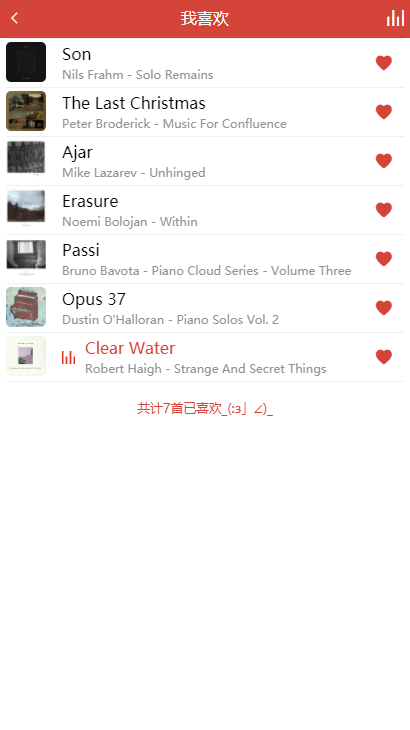 我喜欢
Son
Nils Frahm - Solo Remains
The Last Christmas
Peter Broderick - Music For Confluence
Ajar
Mike Lazarev - Unhinged
Erasure
Noemi Bolojan - Within
Passi
Bruno Bavota - Piano Cloud Series - Volume Three
Opus 37
Dustin O'Halloran - Piano Solos Vol. 2
Clear Water
Robert Haigh - Strange And Secret Things
共计7首已喜欢_(:з」∠)_